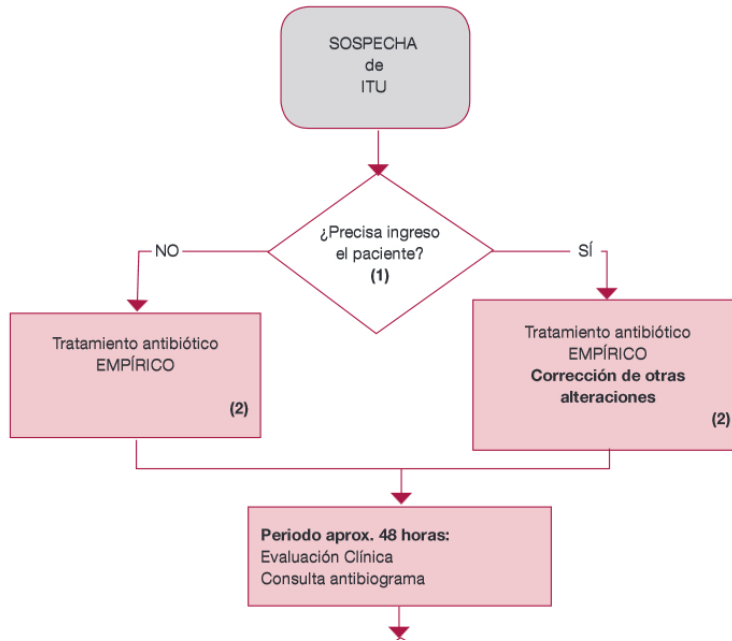 SOSPECHA
de
ITU
¿Precisa ingreso
el paciente?
(1)
NO
SÍ
Tratamiento antibiótico
EMPÍRICO
(2)
Tratamiento antibiótico
EMPÍRICO
Corrección de otras
alteraciones
(2)
Periodo aprox. 48 horas:
Evaluación Clínica
Consulta antibiograma